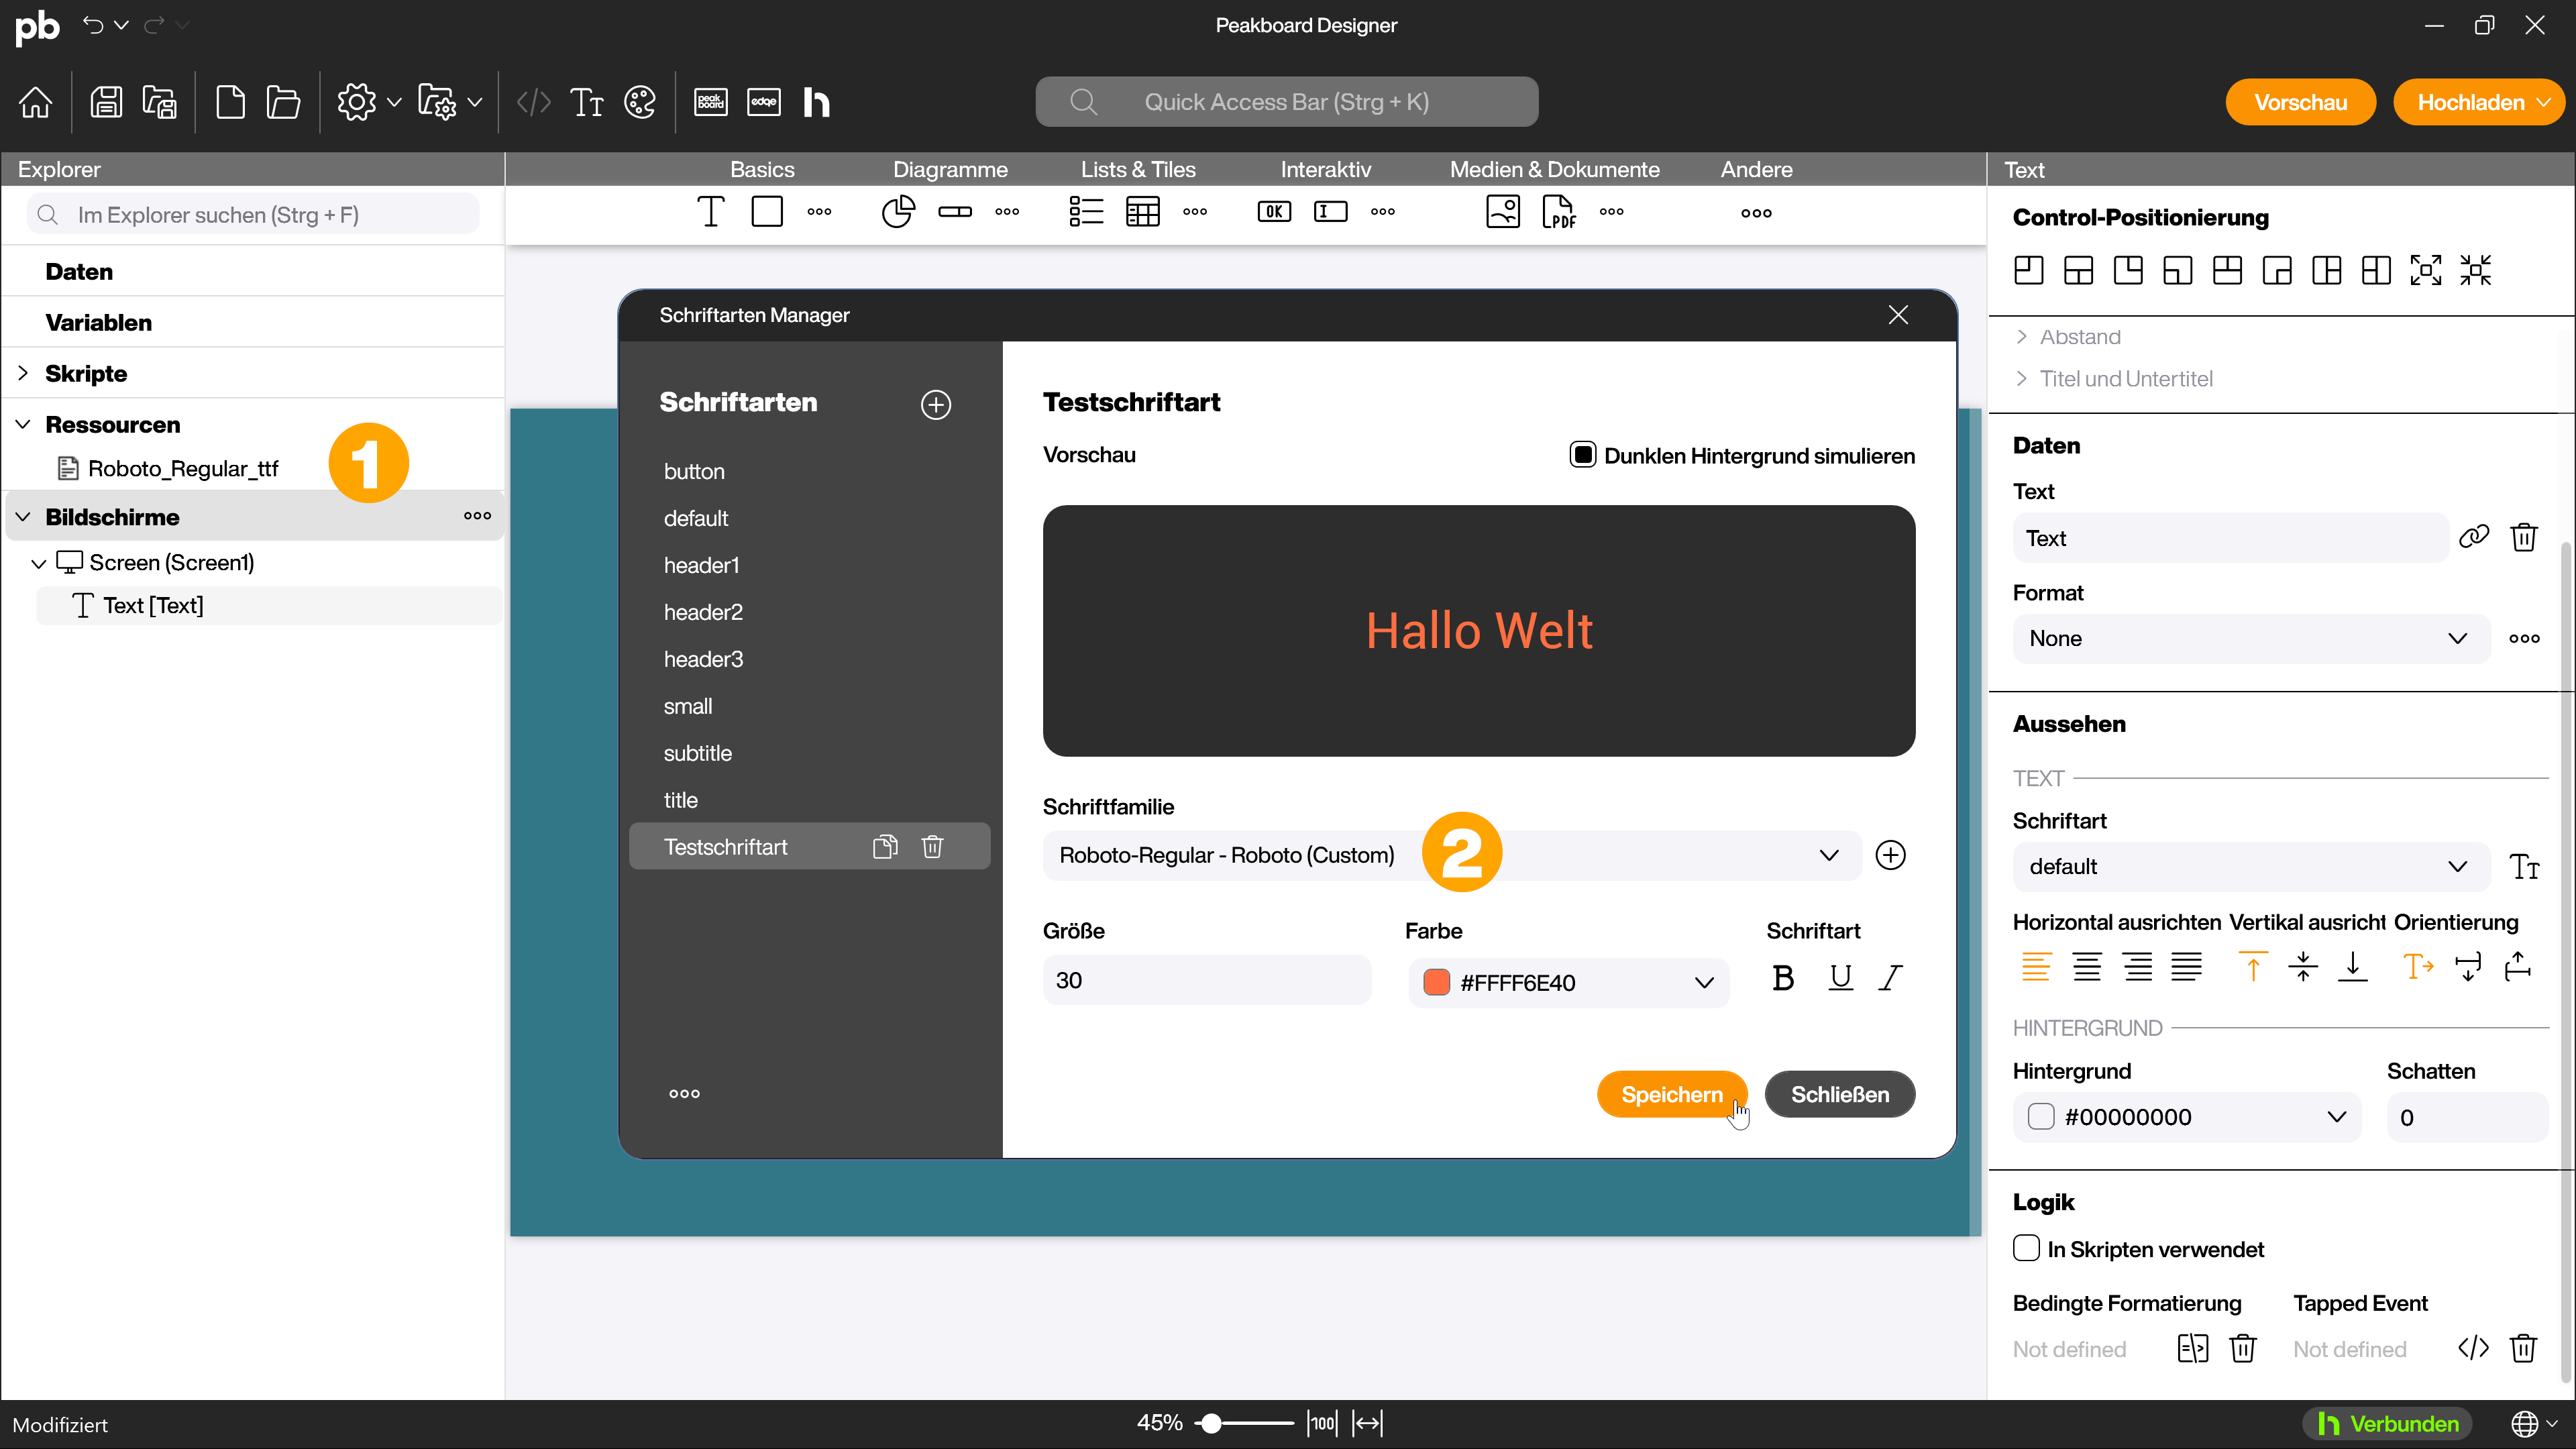 pb
Peakboard Designer
peak
board
edge
h
Quick Access Bar (Strg + K)
Vorschau
Hochladen
Explorer
Basics
Diagramme
Lists & Tiles
Interaktiv
Medien & Dokumente
Andere
Text
Im Explorer suchen (Strg + F)
OK
PDF
Control-Positionierung
Daten
Variablen
Skripte
Ressourcen
Roboto_Regular_ttf
1
Bildschirme
Screen (Screen1)
Text [Text]
Schriftarten Manager
Schriftarten
button
default
header1
header2
header3
small
subtitle
title
Testschriftart
Testschriftart
Vorschau
Dunklen Hintergrund simulieren
Hallo Welt
Schriftfamilie
Roboto-Regular - Roboto (Custom)
2
Größe
Farbe
Schriftart
30
#FFFF6E40
B U I
Speichern
Schließen
Abstand
Titel und Untertitel
Daten
Text
Text
Format
None
Aussehen
TEXT
Schriftart
default
Horizontal ausrichten Vertikal ausricht Orientierung
HINTERGRUND
Hintergrund
Schatten
#00000000
0
Logik
In Skripten verwendet
Bedingte Formatierung
Tapped Event
Not defined
Not defined
Modifiziert
45%
100
h Verbunden